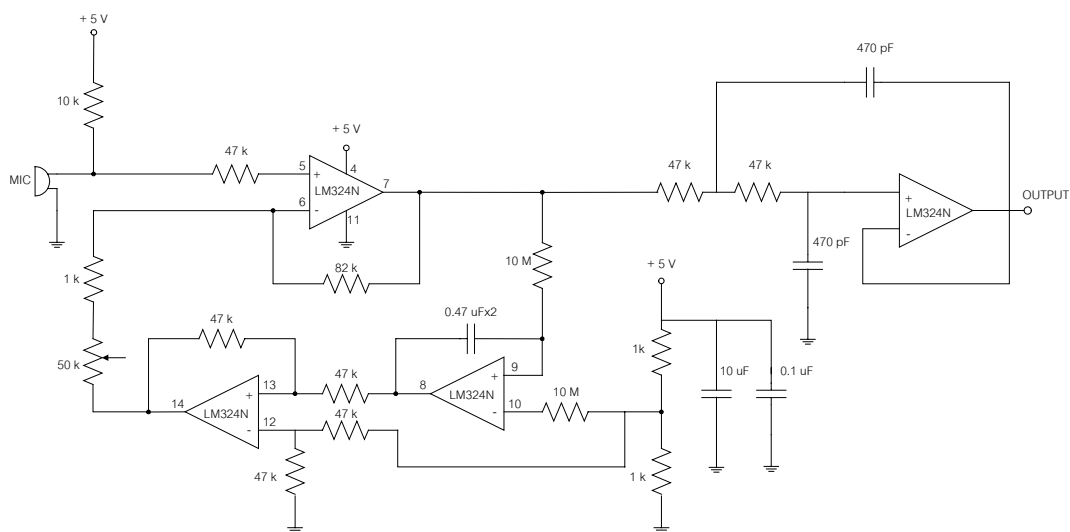 + 5 V
470 pF
10 k
+ 5 V
47 k
47 k
47 k
MIC
5
+
4
LM324N
7
6
-
11
+
LM324N
-
OUTPUT
470 pF
82 k
10 M
+ 5 V
1 k
0.47 uFx2
47 k
1k
50 k
9
+
10 uF
0.1 uF
13
+
47 k
8
LM324N
10 M
14
LM324N
-
10
12
-
47 k
47 k
1 k